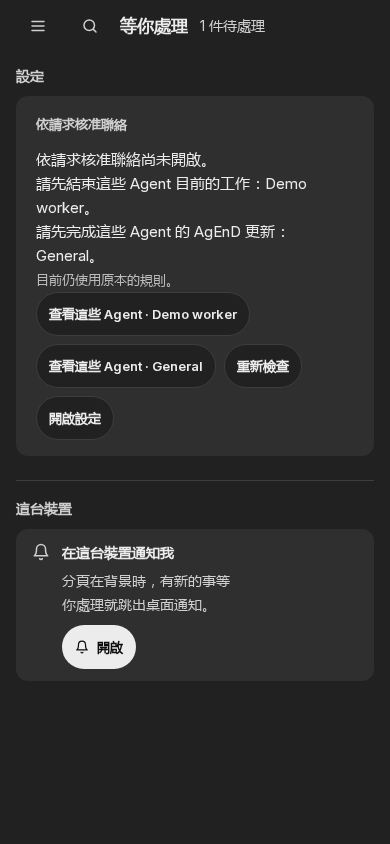 等你處理 1 件待處理
設定
依請求核准聯絡
依請求核准聯絡尚未開啟。
請先結束這些 Agent 目前的工作：Demo
worker。
請先完成這些 Agent 的 AgEnD 更新：
General。
目前仍使用原本的規則。
查看這些 Agent · Demo worker
查看這些 Agent · General
重新檢查
開啟設定
這台裝置
在這台裝置通知我
分頁在背景時，有新的事等
你處理就跳出桌面通知。
開啟